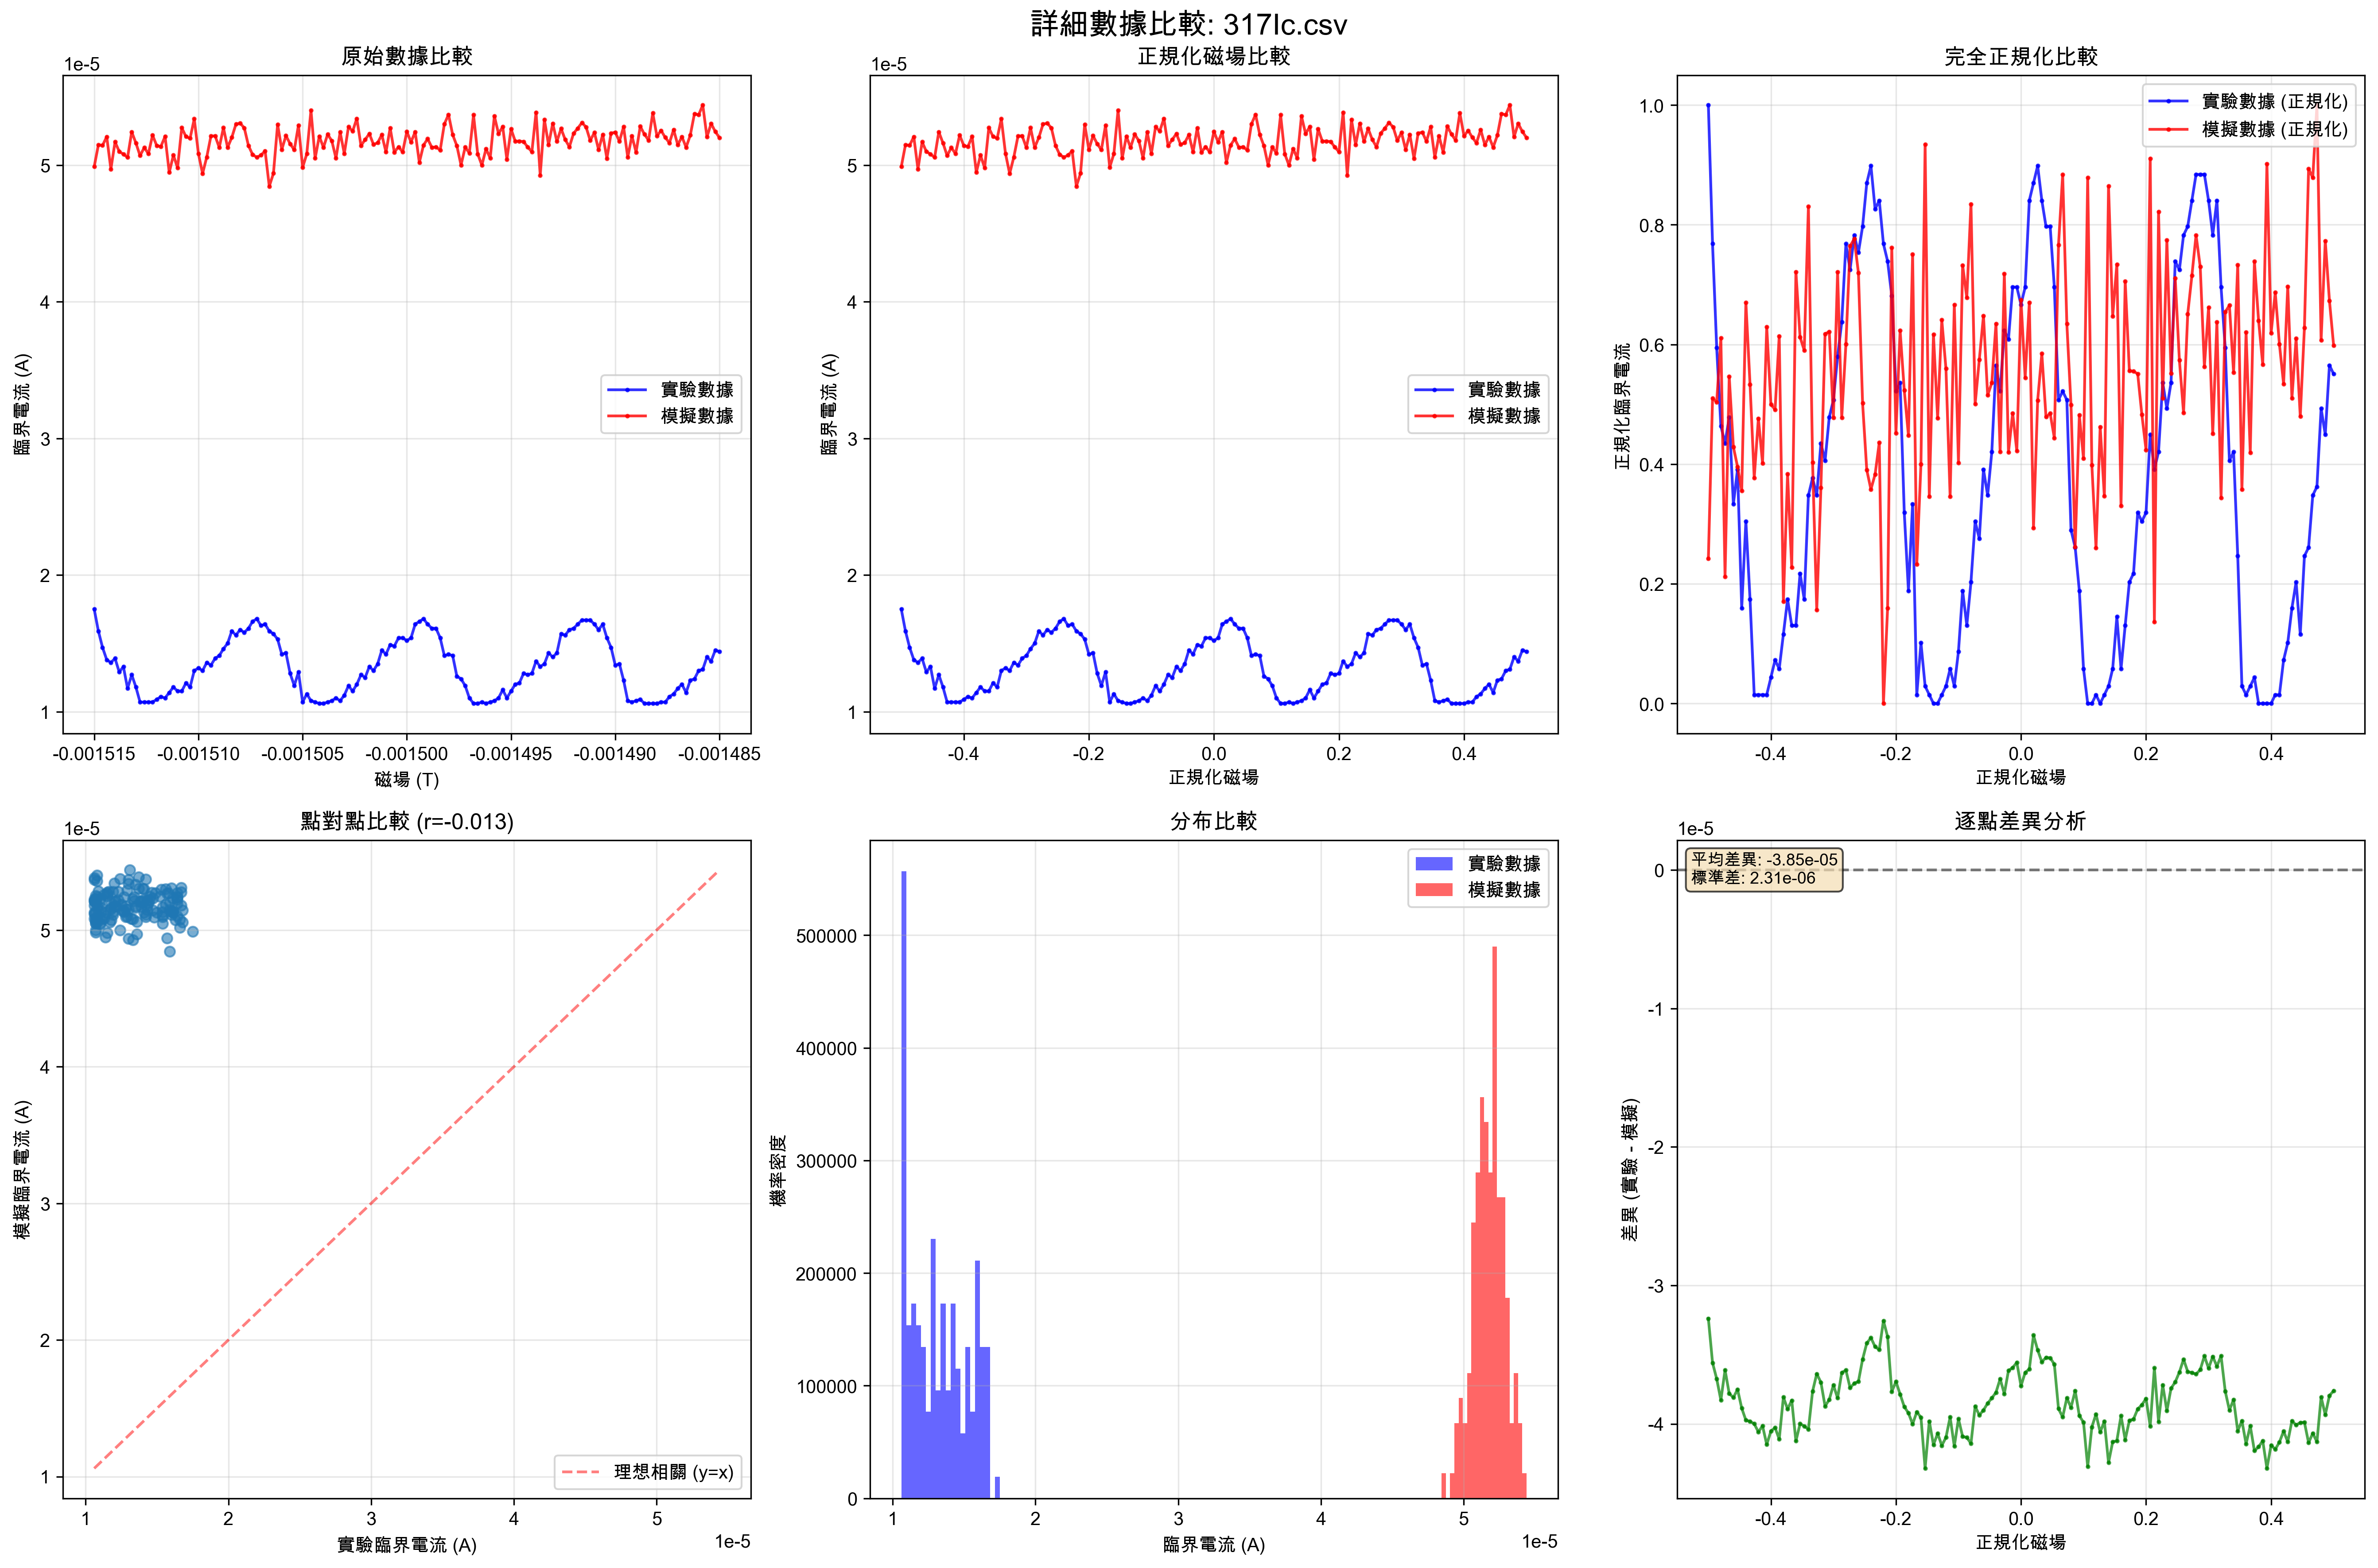 詳細數據比較: 317Ic.csv
原始數據比較
1e-5
5
4
3
2
1
臨界電流 (A)
實驗數據
模擬數據
-0.001515
-0.001510
-0.001505
-0.001500
-0.001495
-0.001490
-0.001485
磁場 (T)
正規化磁場比較
1e-5
5
4
3
2
1
臨界電流 (A)
實驗數據
模擬數據
-0.4
-0.2
0.0
0.2
0.4
正規化磁場
完全正規化比較
1.0
0.8
0.6
0.4
0.2
0.0
正規化臨界電流
實驗數據 (正規化)
模擬數據 (正規化)
-0.4
-0.2
0.0
0.2
0.4
正規化磁場
點對點比較 (r=-0.013)
1e-5
5
4
3
2
1
模擬臨界電流 (A)
理想相關 (y=x)
1
2
3
4
5
1e-5
實驗臨界電流 (A)
分布比較
500000
400000
300000
200000
100000
0
機率密度
實驗數據
模擬數據
1
2
3
4
5
1e-5
臨界電流 (A)
逐點差異分析
1e-5
平均差異: -3.85e-05
標準差: 2.31e-06
0
-1
-2
-3
-4
差異 (實驗 - 模擬)
-0.4
-0.2
0.0
0.2
0.4
正規化磁場